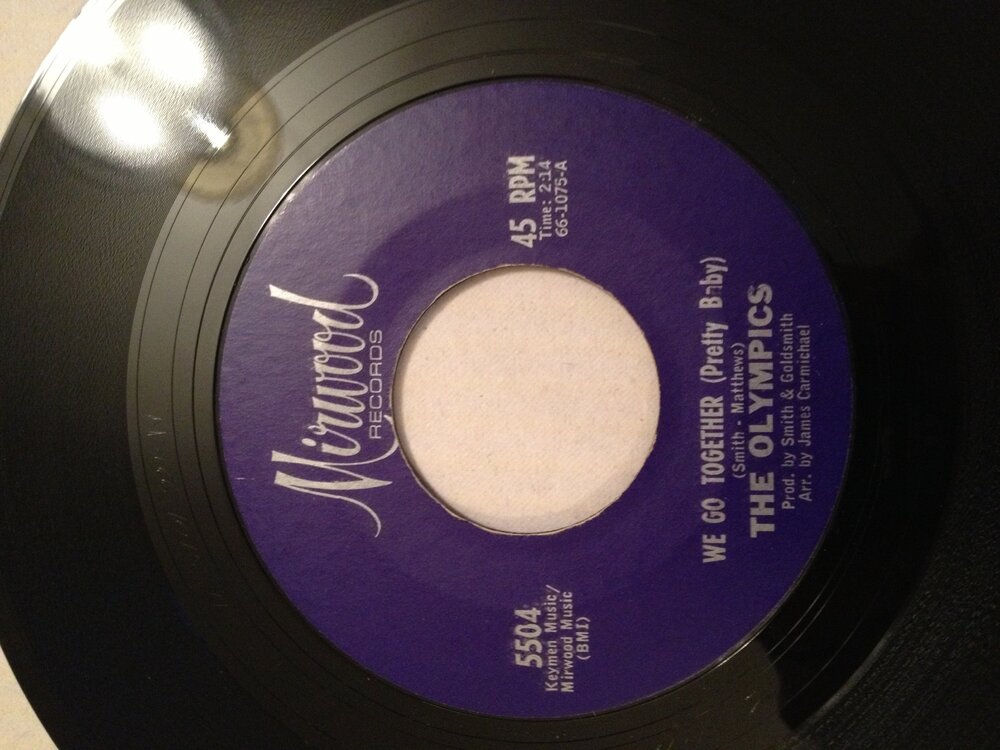 Mirwood
RECORDS
5504
Keymen Music/
Mirwood Music
(BMI)
45 RPM
Time: 2:14
66-1075-A
WE GO TOGETHER (Pretty Baby)
(Smith - Matthews)
THE OLYMPICS
Prod. by Smith & Goldsmith
Arr. by James Carmichael